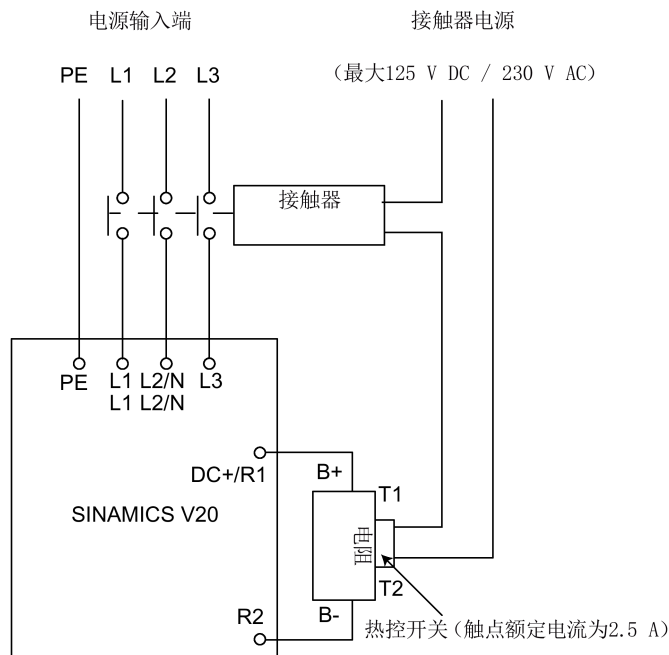 电源输入端
接触器电源
PE L1 L2 L3
（最大125 V DC / 230 V AC）
接触器
PE L1 L2/N L3
L1 L2/N
DC+/R1
B+
T1
SINAMICS V20
电阻
T2
R2
B-
热控开关（触点额定电流为2.5 A）